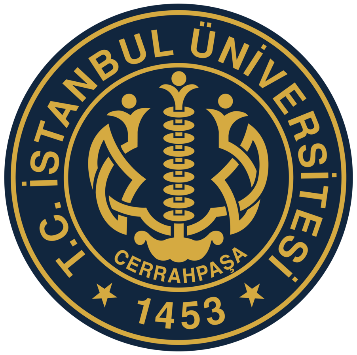 T.C. İSTANBUL ÜNİVERSİTESİ
CERRAHPAŞA
1453